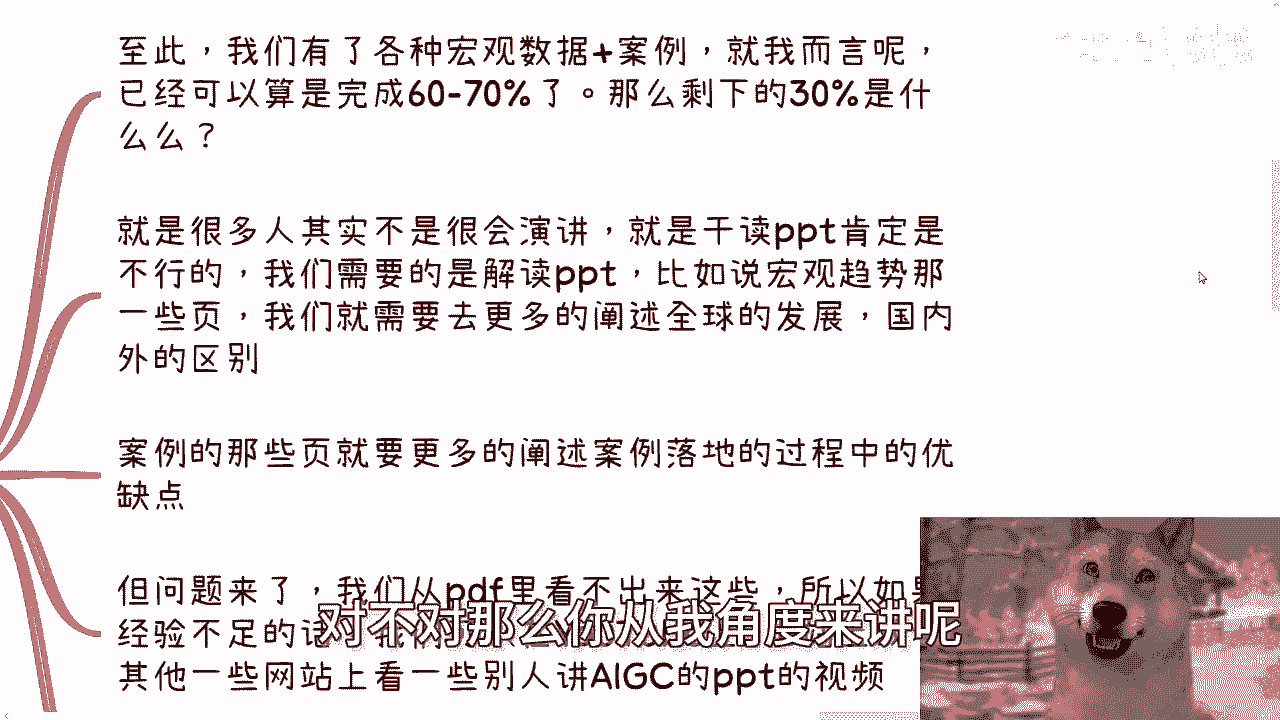 至此，我们有了各种宏观数据+案例，就我而言呢，
已经可以算是完成60-70%了。那么剩下的30%是什
么么？
就是很多人其实不是很会演讲，就是干读ppt肯定是
不行的，我们需要的是解读ppt，比如说宏观趋势那
一些页，我们就需要去更多的阐述全球的发展，国内
外的区别
案例的那些页就要更多的阐述案例落地的过程中的优
缺点
但问题来了，我们从pdf里看不出来这些，所以如
经验不足的
对不对那么你从我角度来讲呢
其他一些网站上看一些别人讲AIGC的ppt的视频